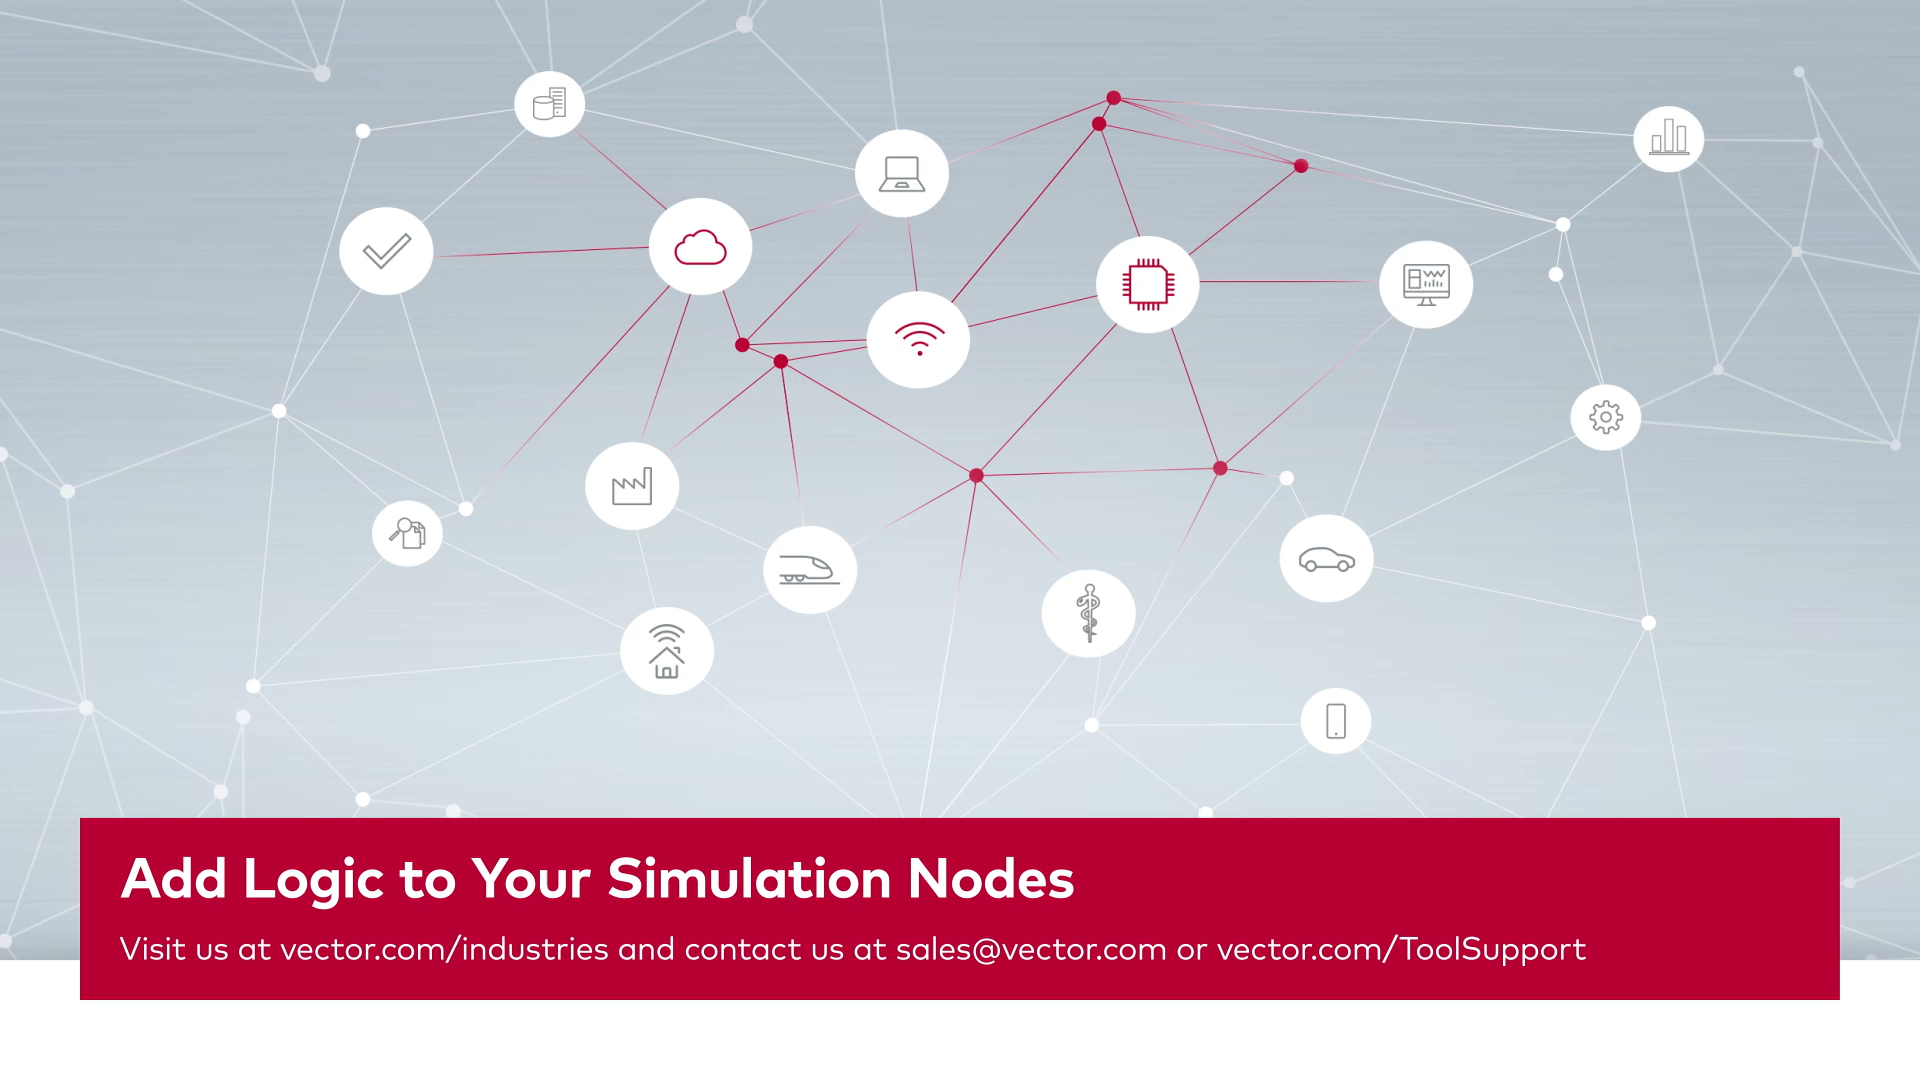 Add Logic to Your Simulation Nodes
Visit us at vector.com/industries and contact us at sales@vector.com or vector.com/ToolSupport